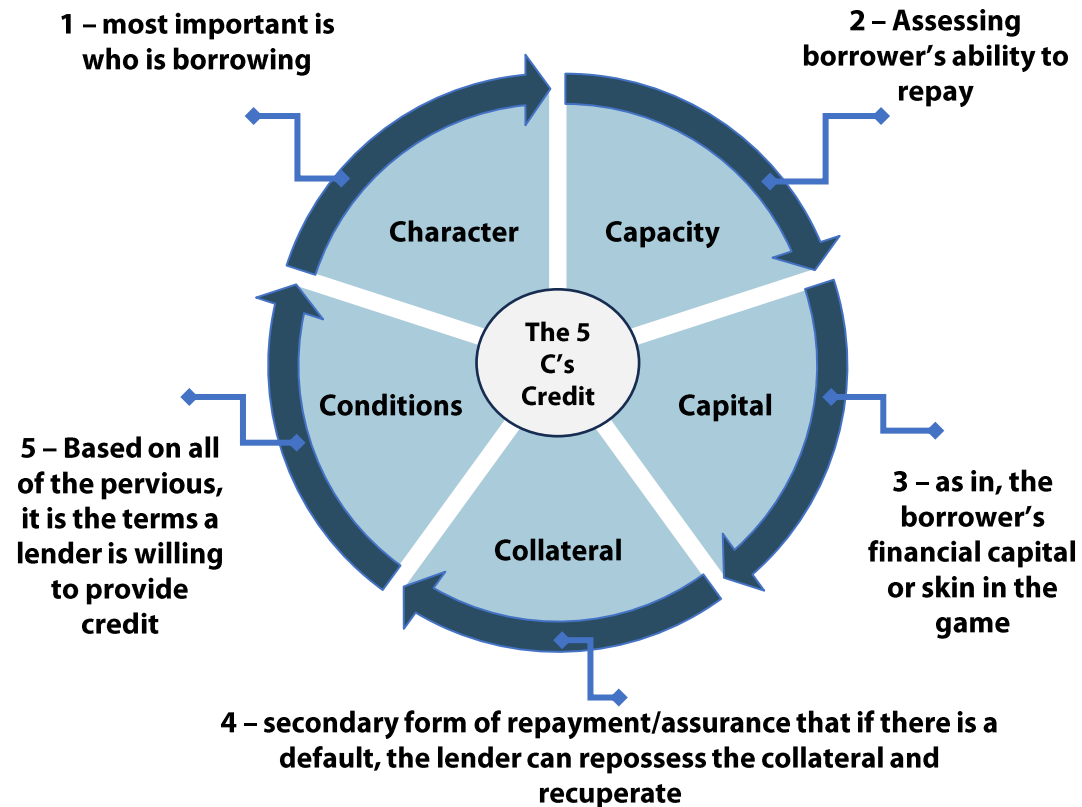 1 – most important is
who is borrowing
2 – Assessing
borrower’s ability to
repay
Character
Capacity
The 5
C’s
Credit
Conditions
Capital
Collateral
5 – Based on all
of the pervious,
it is the terms a
lender is willing
to provide
credit
3 – as in, the
borrower’s
financial capital
or skin in the
game
4 – secondary form of repayment/assurance that if there is a
default, the lender can repossess the collateral and
recuperate